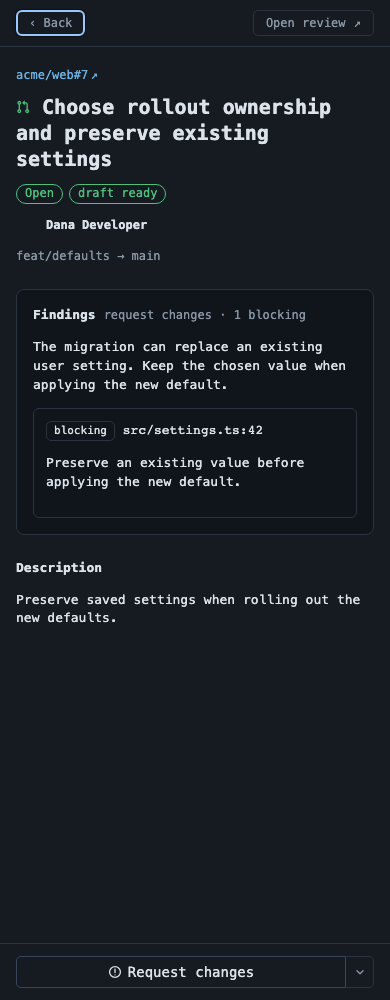 ‹ Back
Open review ↗
acme/web#7↗
Choose rollout ownership
and preserve existing
settings
Open
draft ready
Dana Developer
feat/defaults → main
Findings request changes · 1 blocking
The migration can replace an existing
user setting. Keep the chosen value when
applying the new default.
blocking src/settings.ts:42
Preserve an existing value before
applying the new default.
Description
Preserve saved settings when rolling out the
new defaults.
Request changes